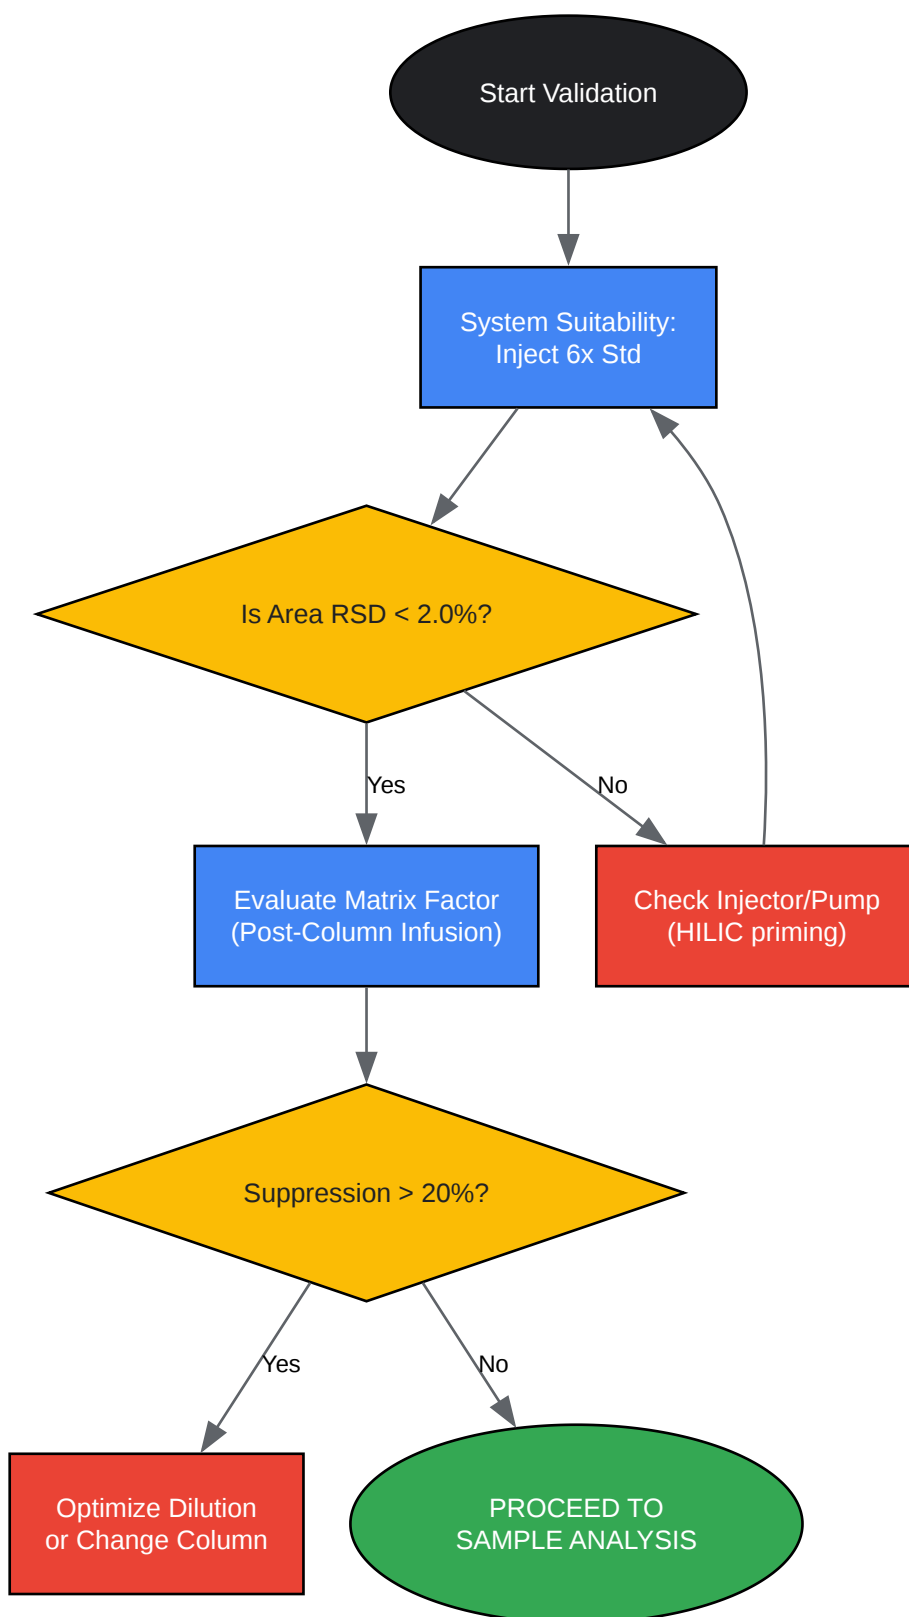 Start Validation
System Suitability:
Inject 6x Std
Is Area RSD < 2.0%?
Yes
No
Evaluate Matrix Factor
(Post-Column Infusion)
Check Injector/Pump
(HILIC priming)
Suppression > 20%?
Yes
No
Optimize Dilution
or Change Column
PROCEED TO
SAMPLE ANALYSIS